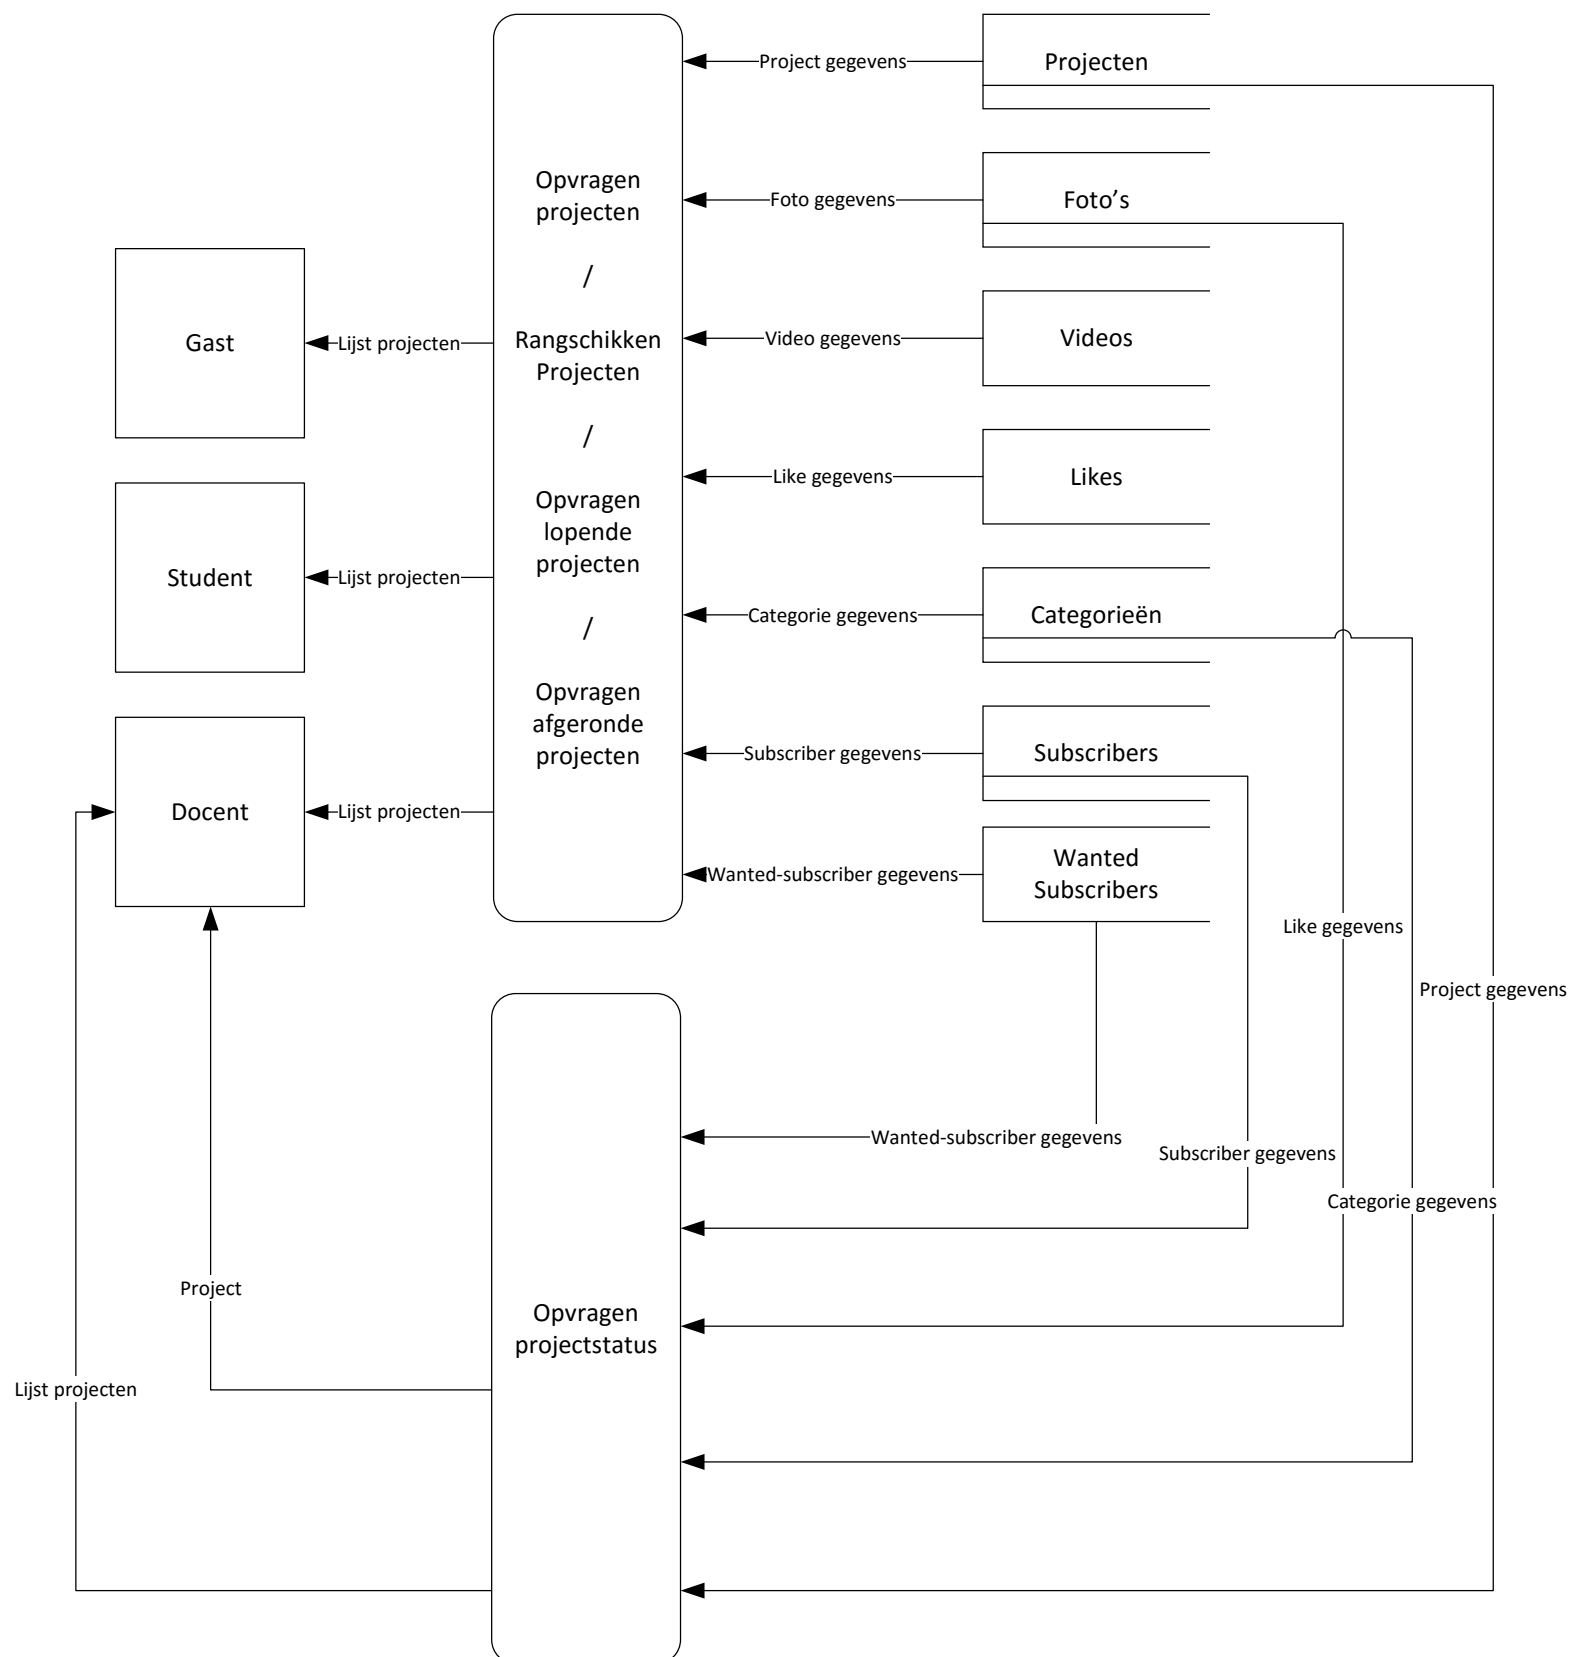 Project gegevens
Projecten
Opvragen
projecten
/
Rangschikken
Projecten
/
Opvragen
lopende
projecten
/
Opvragen
afgeronde
projecten
Foto gegevens
Foto’s
Gast
Lijst projecten
Video gegevens
Videos
Like gegevens
Likes
Student
Lijst projecten
Categorie gegevens
Categorieën
Subscriber gegevens
Subscribers
Docent
Lijst projecten
Wanted-subscriber gegevens
Wanted
Subscribers
Like gegevens
Project gegevens
Wanted-subscriber gegevens
Subscriber gegevens
Categorie gegevens
Project
Opvragen
projectstatus
Lijst projecten